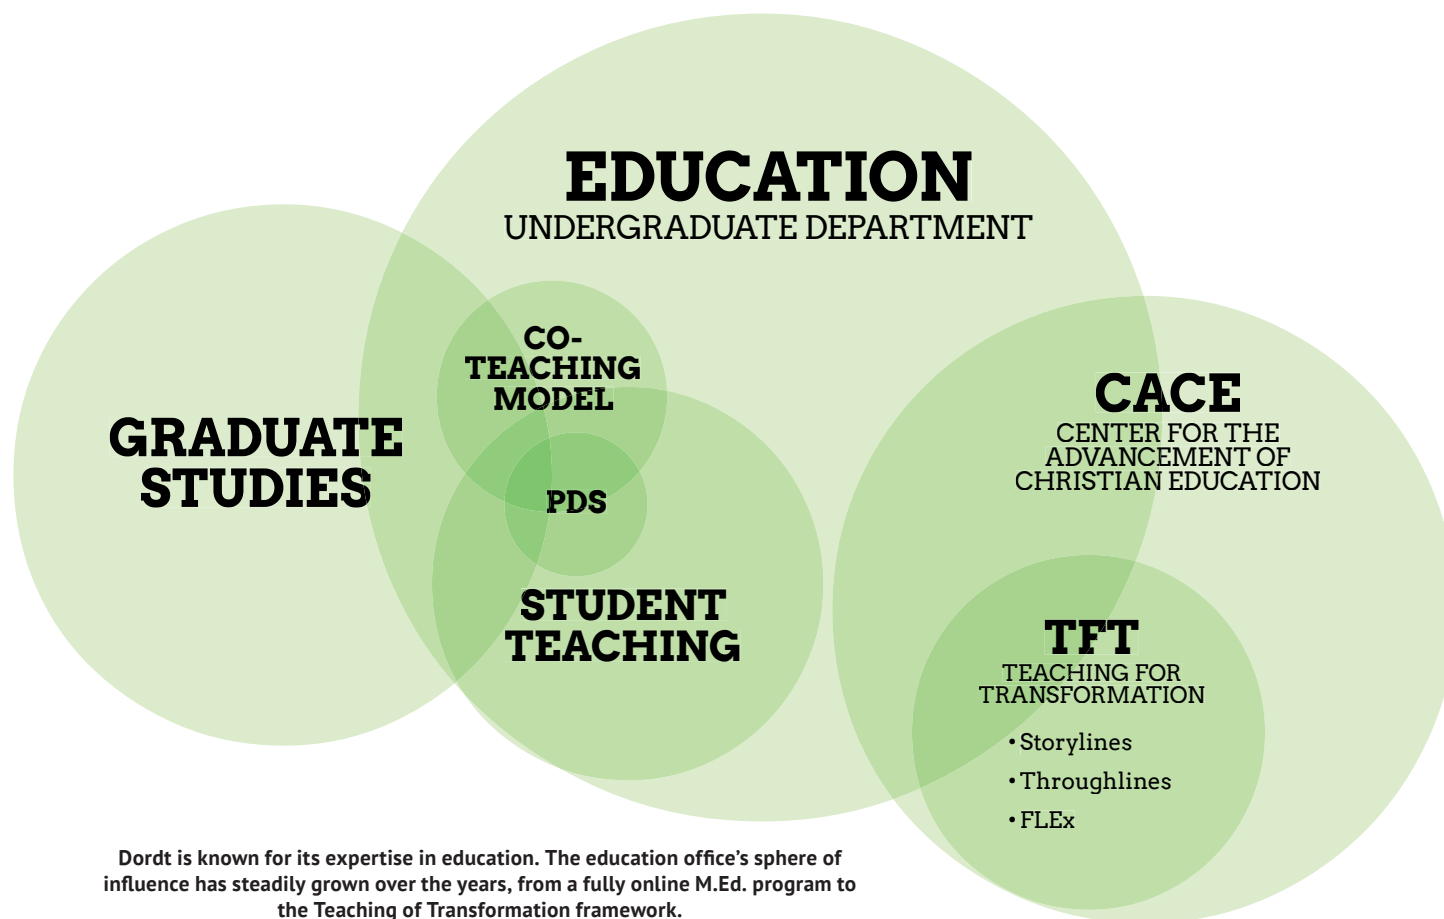 EDUCATION
UNDERGRADUATE DEPARTMENT
CO-
TEACHING
MODEL
GRADUATE
STUDIES
PDS
STUDENT
TEACHING
CACE
CENTER FOR THE
ADVANCEMENT OF
CHRISTIAN EDUCATION
TFT
TEACHING FOR
TRANSFORMATION
• Storylines
• Throughlines
• FLEx
Dordt is known for its expertise in education. The education office's sphere of
influence has steadily grown over the years, from a fully online M.Ed. program to
the Teaching of Transformation framework.